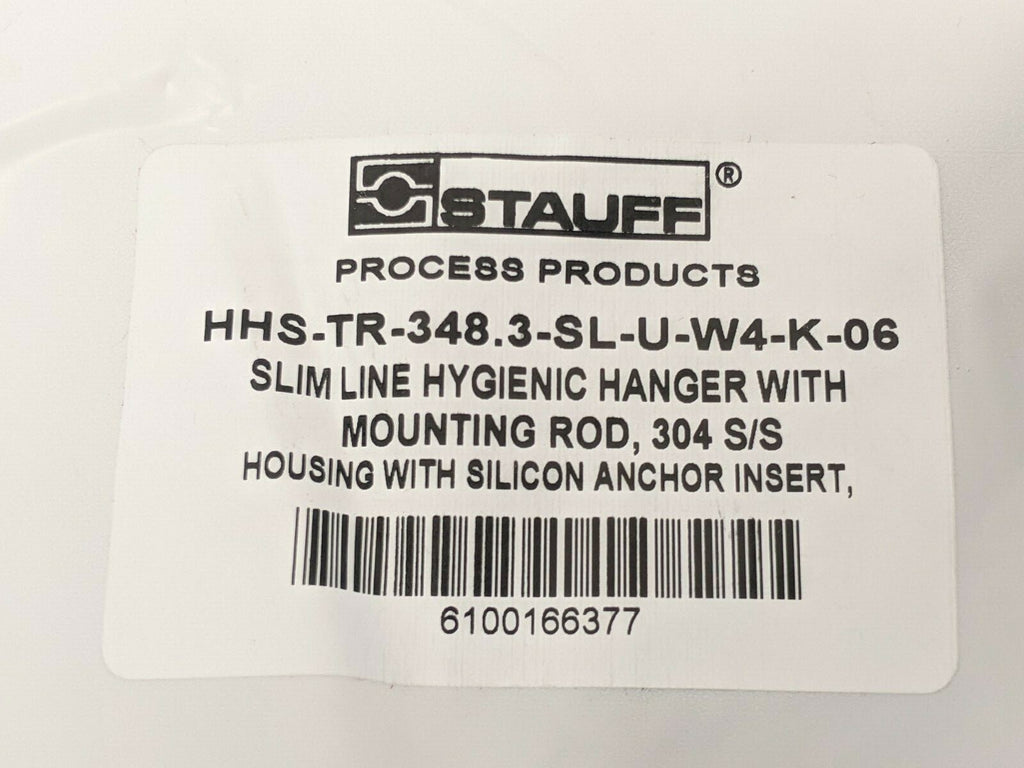 STAUFF®
PROCESS PRODUCTS
HHS-TR-348.3-SL-U-W4-K-06
SLIM LINE HYGIENIC HANGER WITH
MOUNTING ROD, 304 S/S
HOUSING WITH SILICON ANCHOR INSERT,
6100166377